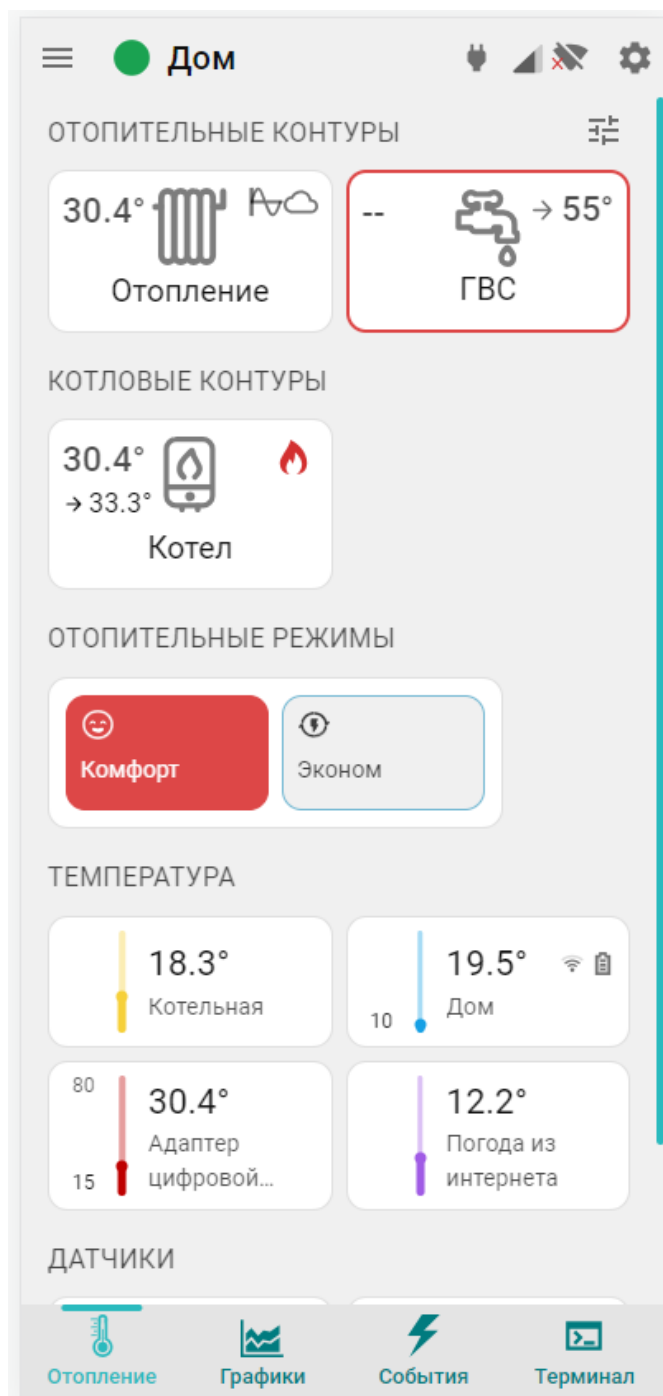 Дом
ОТОПИТЕЛЬНЫЕ КОНТУРЫ
30.4°
Отопление
--
→ 55°
ГВС
КОТЛОВЫЕ КОНТУРЫ
30.4°
→ 33.3°
Котел
ОТОПИТЕЛЬНЫЕ РЕЖИМЫ
Комфорт
Эконом
ТЕМПЕРАТУРА
18.3°
Котельная
19.5°
10
Дом
80
15
30.4°
Адаптер
цифровой...
12.2°
Погода из
интернета
ДАТЧИКИ
Отопление
Графики
События
Терминал